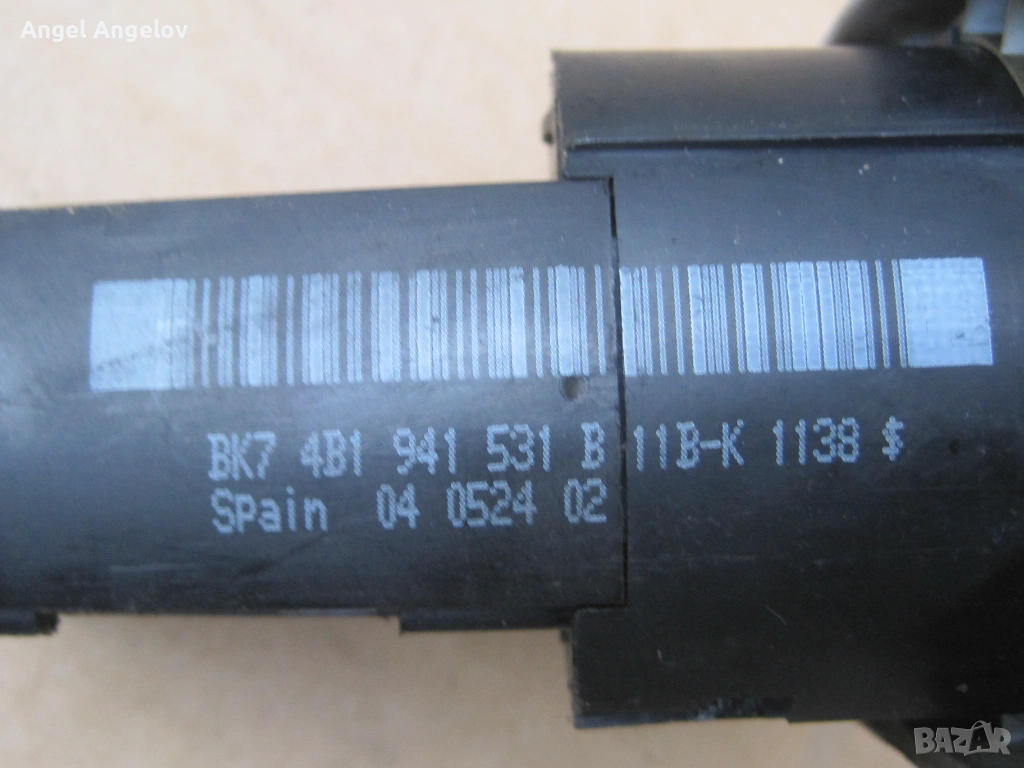 Angel Angelov
BK7 4B1 941 531 B 11B-K 1138 $
Spain 04 0524 02
BAZAR